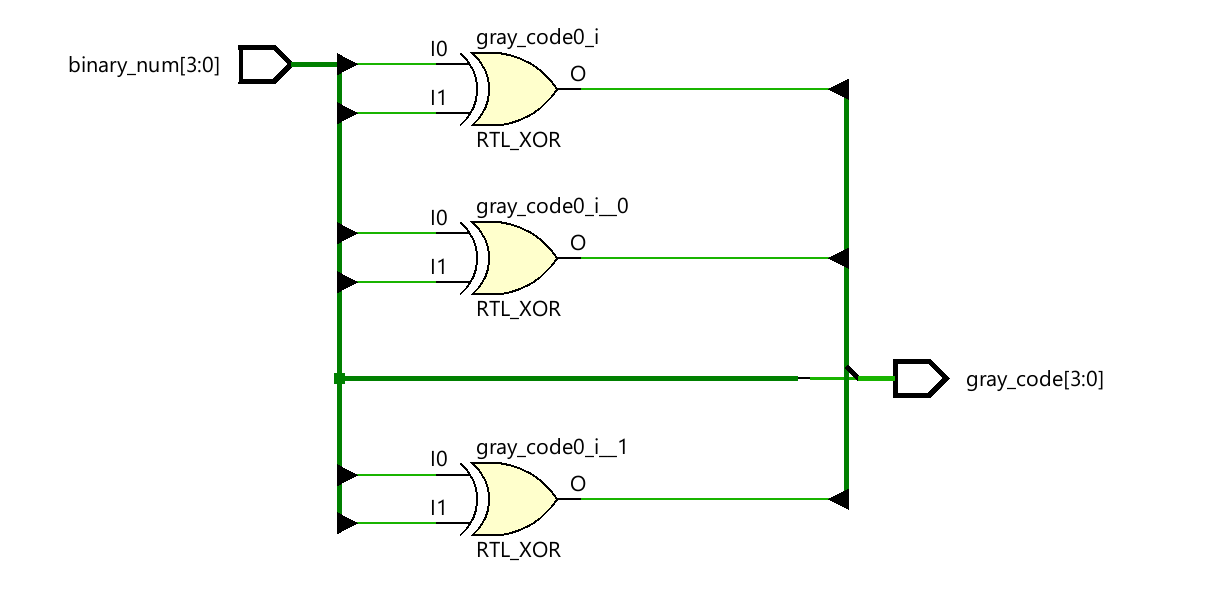 gray_code0_i
binary_num[3:0]
I0
O
I1
RTL_XOR
gray_code0_i__0
I0
O
I1
RTL_XOR
gray_code[3:0]
gray_code0_i__1
I0
O
I1
RTL_XOR